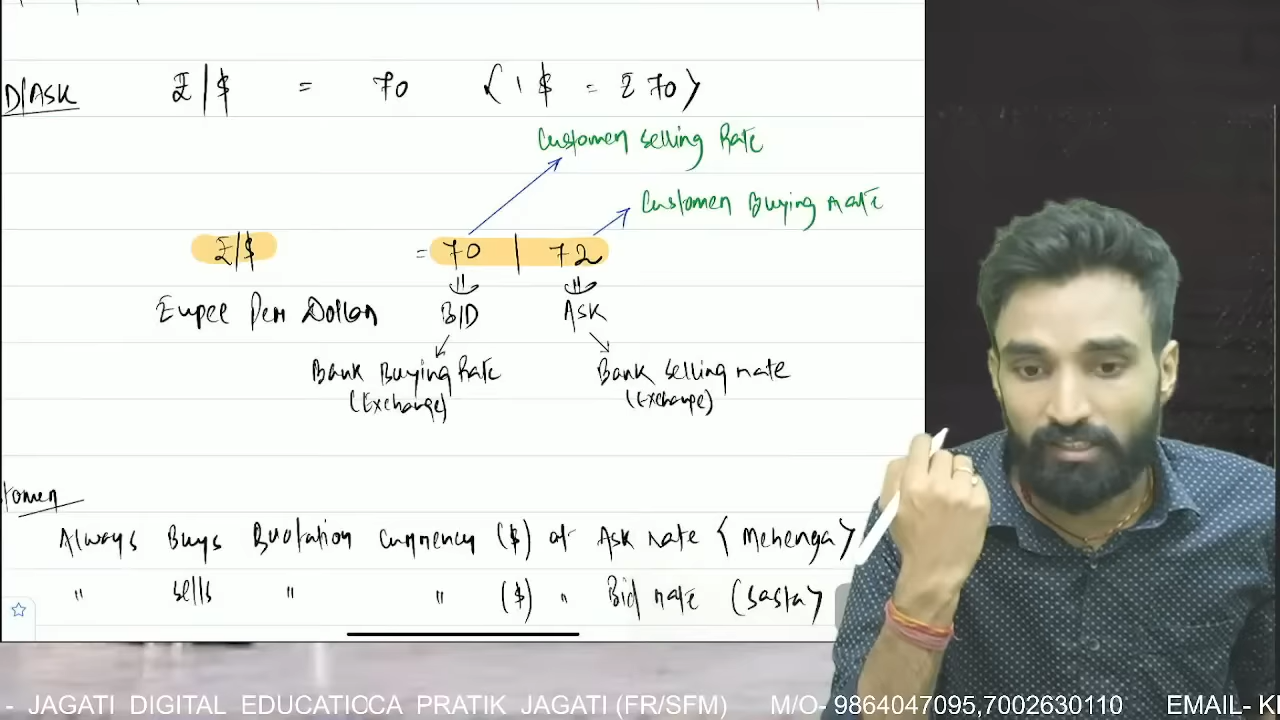 D/ASK ₹|$ = 70 {1 $ = ₹ 70}
Customer Selling Rate
Customer Buying rate
₹|$ = 70 | 72
Rupee Per Dollar BID ASK
Bank Buying Rate Bank Selling rate
(Exchange) (Exchange)
tomer
Always Buys Quotation Currency ($) at Ask rate {Mehenga}
" sells " " ($) " Bid rate (Sasta}
- JAGATI DIGITAL EDUCATIOCA PRATIK JAGATI (FR/SFM) M/O- 9864047095,7002630110 EMAIL- K